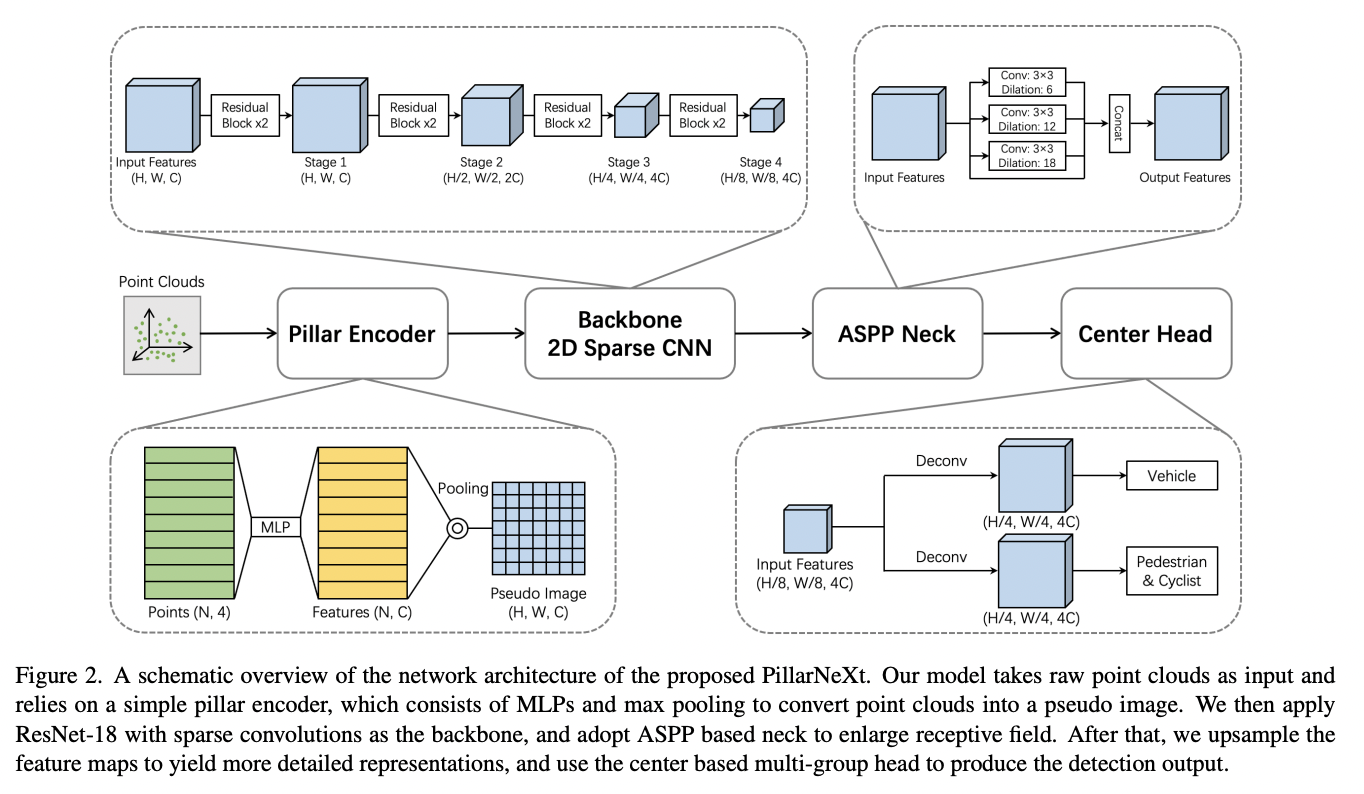 Input Features
(H, W, C)
Residual
Block x2
Stage 1
(H, W, C)
Residual
Block x2
Stage 2
(H/2, W/2, 2C)
Residual
Block x2
Stage 3
(H/4, W/4, 4C)
Residual
Block x2
Stage 4
(H/8, W/8, 4C)
Input Features
Conv: 3×3
Dilation: 6
Conv: 3×3
Dilation: 12
Conv: 3×3
Dilation: 18
Concat
Output Features
Point Clouds
Pillar Encoder
Backbone
2D Sparse CNN
ASPP Neck
Center Head
Points (N, 4)
MLP
Features (N, C)
Pooling
Pseudo Image
(H, W, C)
Input Features
(H/8, W/8, 4C)
Deconv
(H/4, W/4, 4C)
Vehicle
Deconv
(H/4, W/4, 4C)
Pedestrian
& Cyclist
Figure 2. A schematic overview of the network architecture of the proposed PillarNeXt. Our model takes raw point clouds as input and
relies on a simple pillar encoder, which consists of MLPs and max pooling to convert point clouds into a pseudo image. We then apply
ResNet-18 with sparse convolutions as the backbone, and adopt ASPP based neck to enlarge receptive field. After that, we upsample the
feature maps to yield more detailed representations, and use the center based multi-group head to produce the detection output.